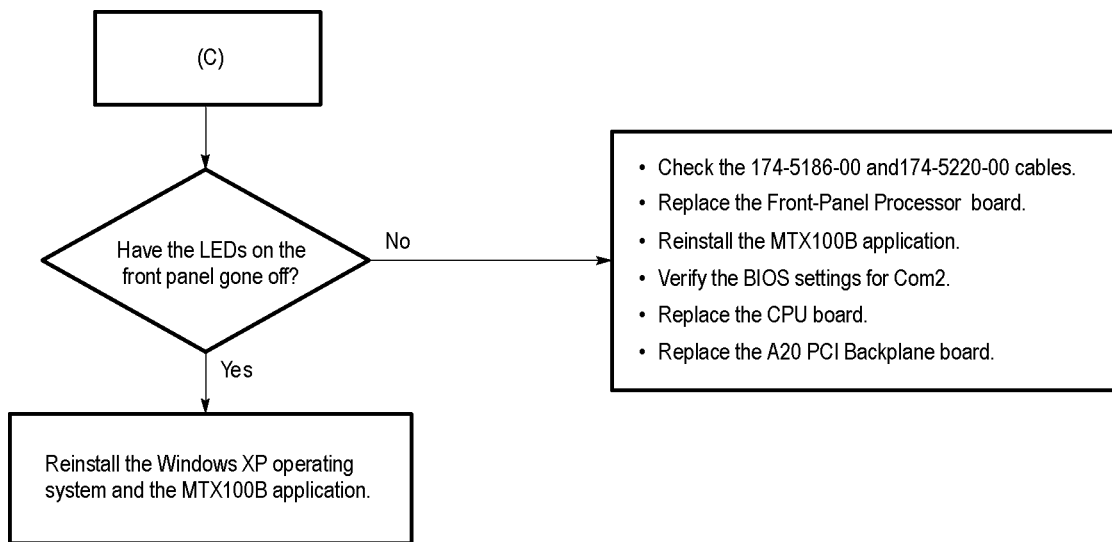 (C)
Have the LEDs on the
front panel gone off?
No
Yes
• Check the 174-5186-00 and174-5220-00 cables.
• Replace the Front-Panel Processor board.
• Reinstall the MTX100B application.
• Verify the BIOS settings for Com2.
• Replace the CPU board.
• Replace the A20 PCI Backplane board.
Reinstall the Windows XP operating
system and the MTX100B application.